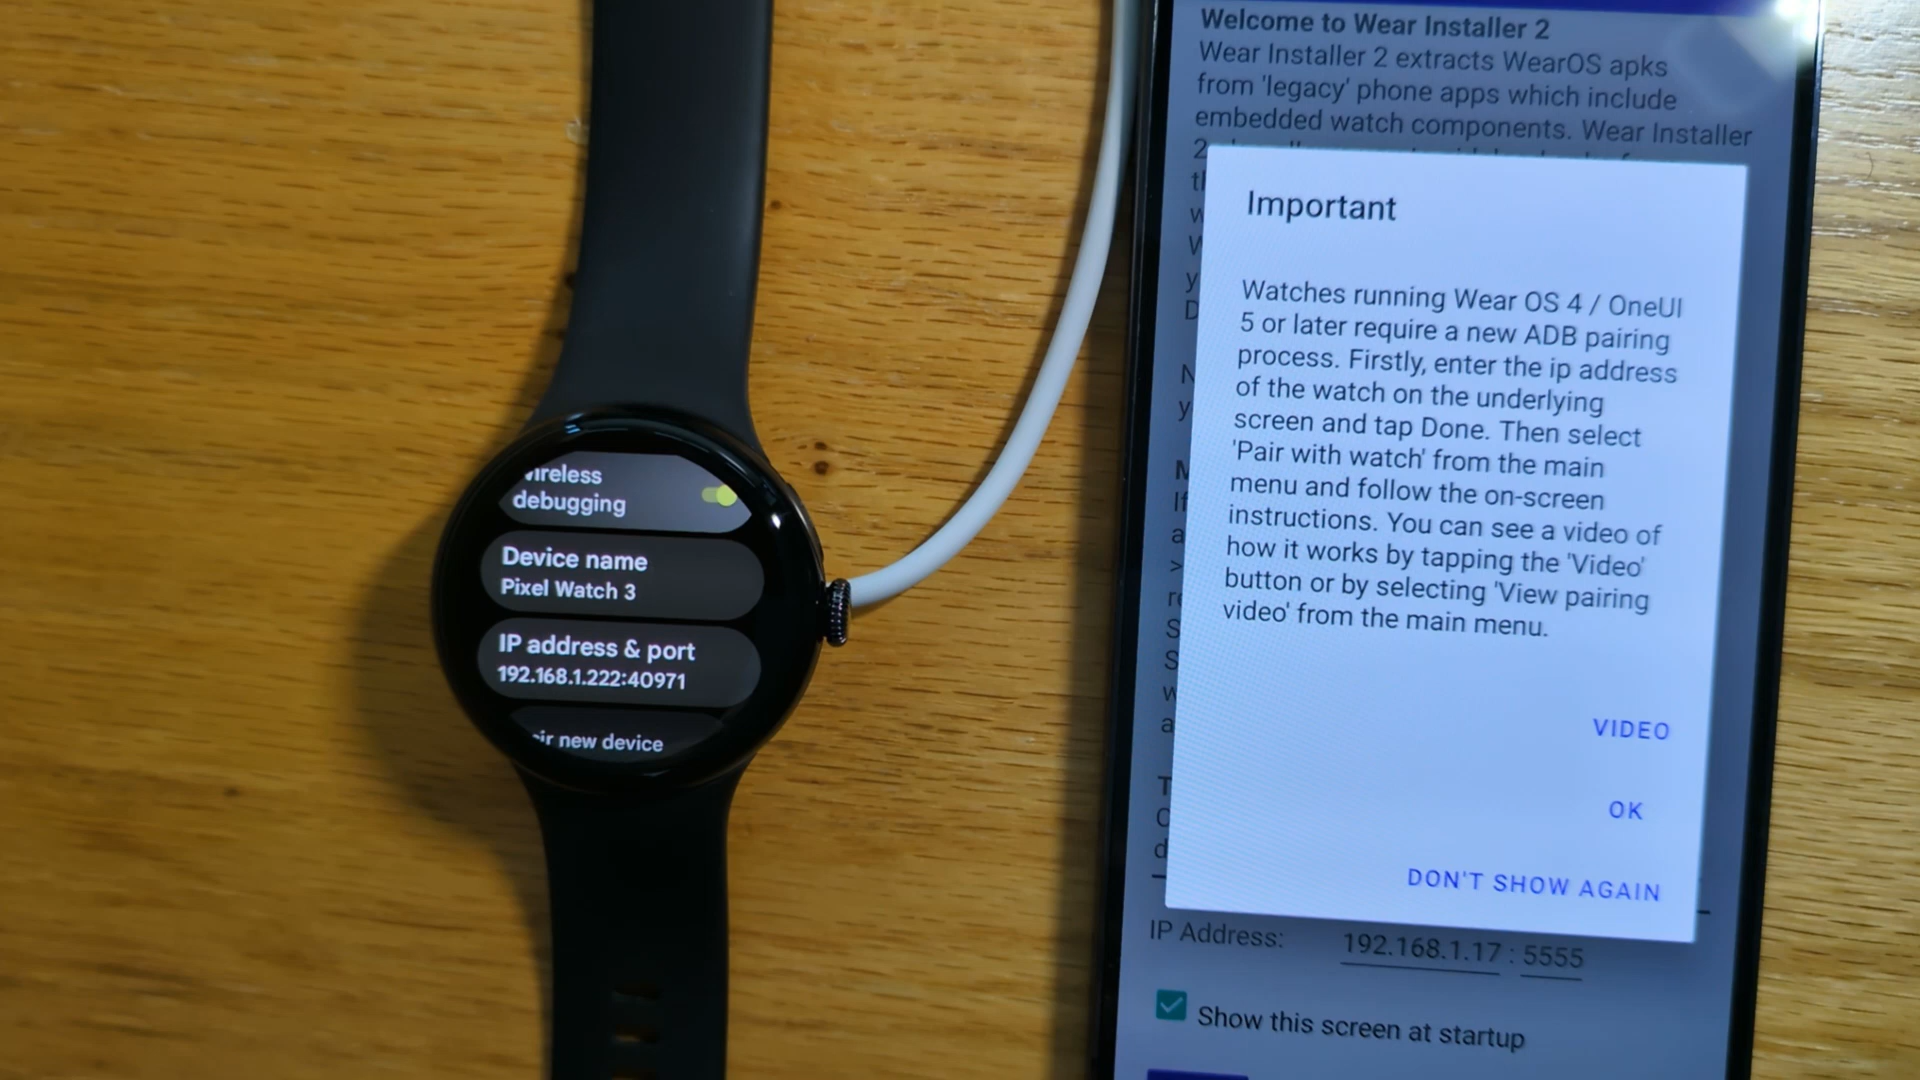 debugging
Device name
Pixel Watch 3
IP address & port
192.168.1.222:40971
new device
Welcome to Wear Installer 2
Wear Installer 2 extracts WearOS apks
from 'legacy' phone apps which include
embedded watch components. Wear Installer
Important
Watches running Wear OS 4 / OneUI
5 or later require a new ADB pairing
process. Firstly, enter the ip address
of the watch on the underlying
screen and tap Done. Then select
'Pair with watch' from the main
menu and follow the on-screen
instructions. You can see a video of
how it works by tapping the 'Video'
button or by selecting 'View pairing
video' from the main menu.
VIDEO
OK
DON'T SHOW AGAIN
IP Address: 192.168.1.17 : 5555
Show this screen at startup